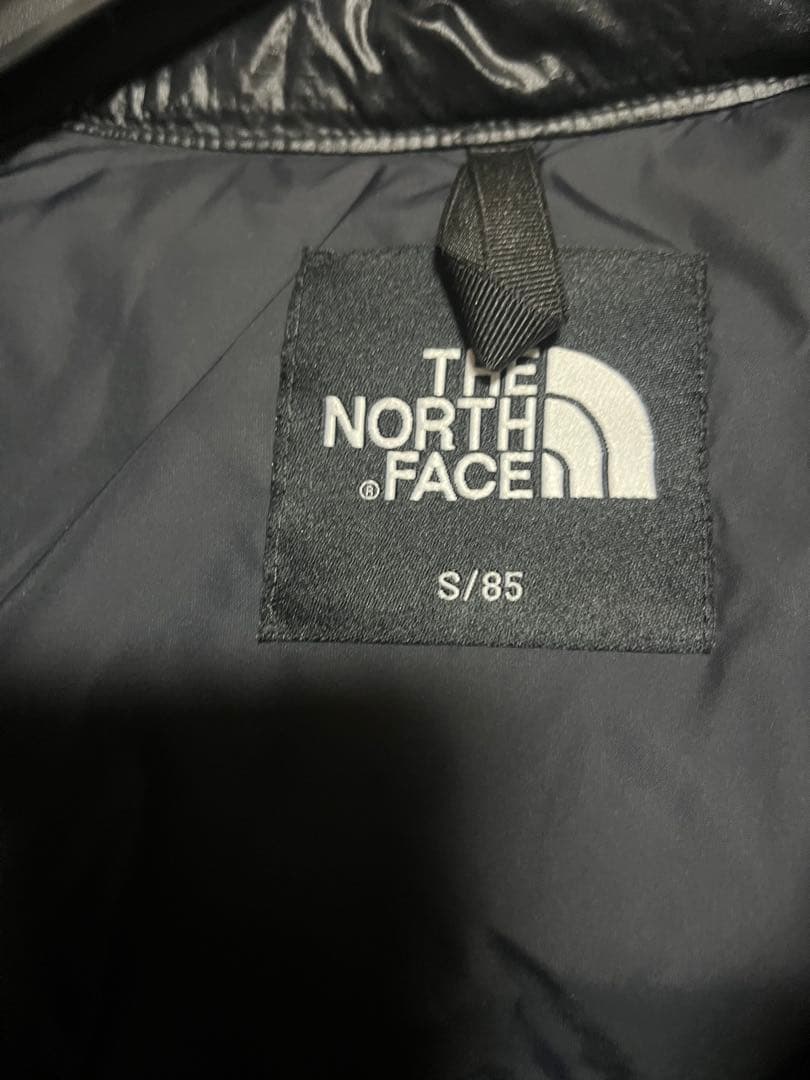 THE
NORTH
® FACE
S/85